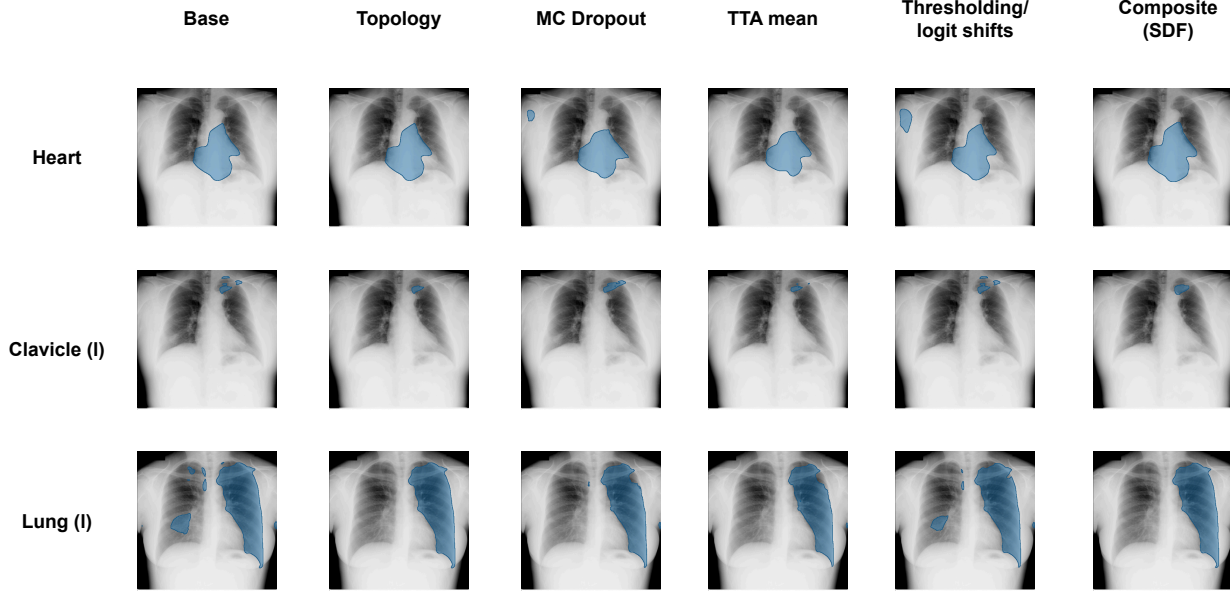 Base
Topology
MC Dropout
TTA mean
Thresholding/
logit shifts
Composite
(SDF)
Heart
Clavicle (l)
Lung (l)